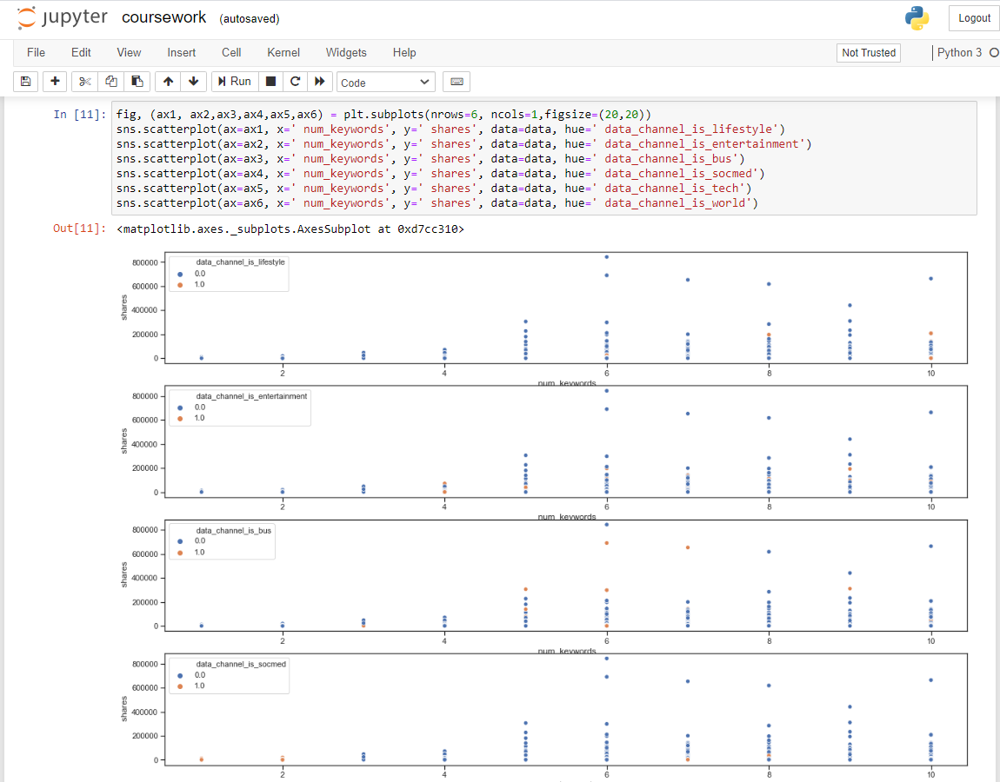 jupyter coursework (autosaved)
Logout
File Edit View Insert Cell Kernel Widgets Help
Not Trusted
Python 3
Run
Code
In [11]: fig, (ax1, ax2,ax3,ax4,ax5,ax6) = plt.subplots(nrows=6, ncols=1,figsize=(20,20))
sns.scatterplot(ax=ax1, x=' num_keywords', y=' shares', data=data, hue=' data_channel_is_lifestyle')
sns.scatterplot(ax=ax2, x=' num_keywords', y=' shares', data=data, hue=' data_channel_is_entertainment')
sns.scatterplot(ax=ax3, x=' num_keywords', y=' shares', data=data, hue=' data_channel_is_bus')
sns.scatterplot(ax=ax4, x=' num_keywords', y=' shares', data=data, hue=' data_channel_is_socmed')
sns.scatterplot(ax=ax5, x=' num_keywords', y=' shares', data=data, hue=' data_channel_is_tech')
sns.scatterplot(ax=ax6, x=' num_keywords', y=' shares', data=data, hue=' data_channel_is_world')
Out[11]: <matplotlib.axes._subplots.AxesSubplot at 0xd7cc310>
data_channel_is_lifestyle
0.0
1.0
800000
600000
400000
200000
0
shares
2 4 6 8 10
num_keywords
data_channel_is_entertainment
0.0
1.0
800000
600000
400000
200000
0
shares
2 4 6 8 10
num_keywords
data_channel_is_bus
0.0
1.0
800000
600000
400000
200000
0
shares
2 4 6 8 10
num_keywords
data_channel_is_socmed
0.0
1.0
800000
600000
400000
200000
0
shares
2 4 6 8 10